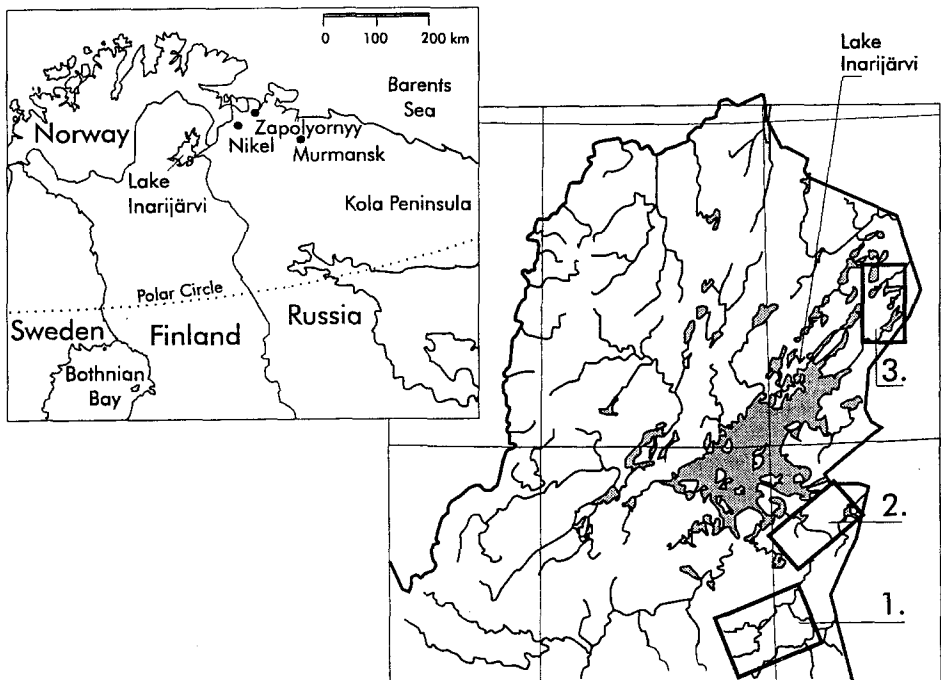 0 100 200 km
Barents
Sea
Norway
Zapolyornyy
Nikel
Murmansk
Lake
Inarijärvi
Kola Peninsula
Polar Circle
Sweden
Finland
Russia
Bothnian
Bay
Lake
Inarijärvi
3.
2.
1.